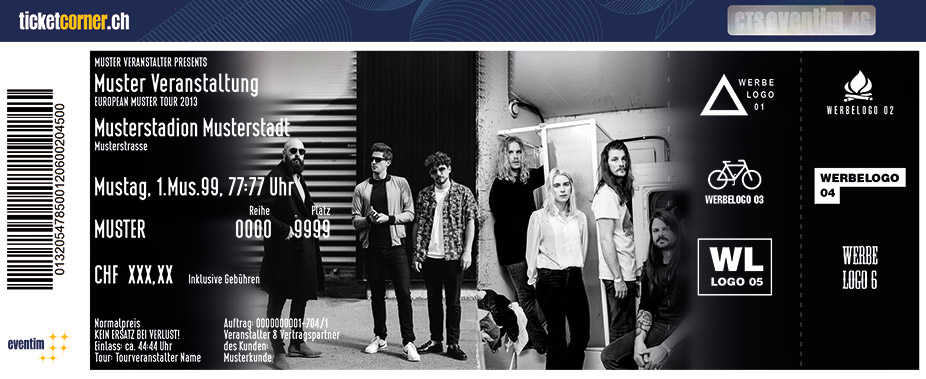 ticketcorner.ch
CTS eventim AG
MUSTER VERANSTALTER PRESENTS
Muster Veranstaltung
EUROPEAN MUSTER TOUR 2013
Musterstadion Musterstadt
Musterstrasse
Mustag, 1.Mus.99, 77:77 Uhr
Reihe Platz
MUSTER 0000 9999
CHF XXX,XX Inklusive Gebühren
Normalpreis
KEIN ERSATZ BEI VERLUST!
Einlass: ca. 44:44 Uhr
Tour: Tourveranstalter Name
Auftrag: 0000000001-704/1
Veranstalter & Vertragspartner
des Kunden:
Musterkunde
WERBE
LOGO
01
WERBELOGO 02
WERBELOGO 03
WERBELOGO
04
WL
LOGO 05
WERBE
LOGO 6
013205478500120600204500
eventim